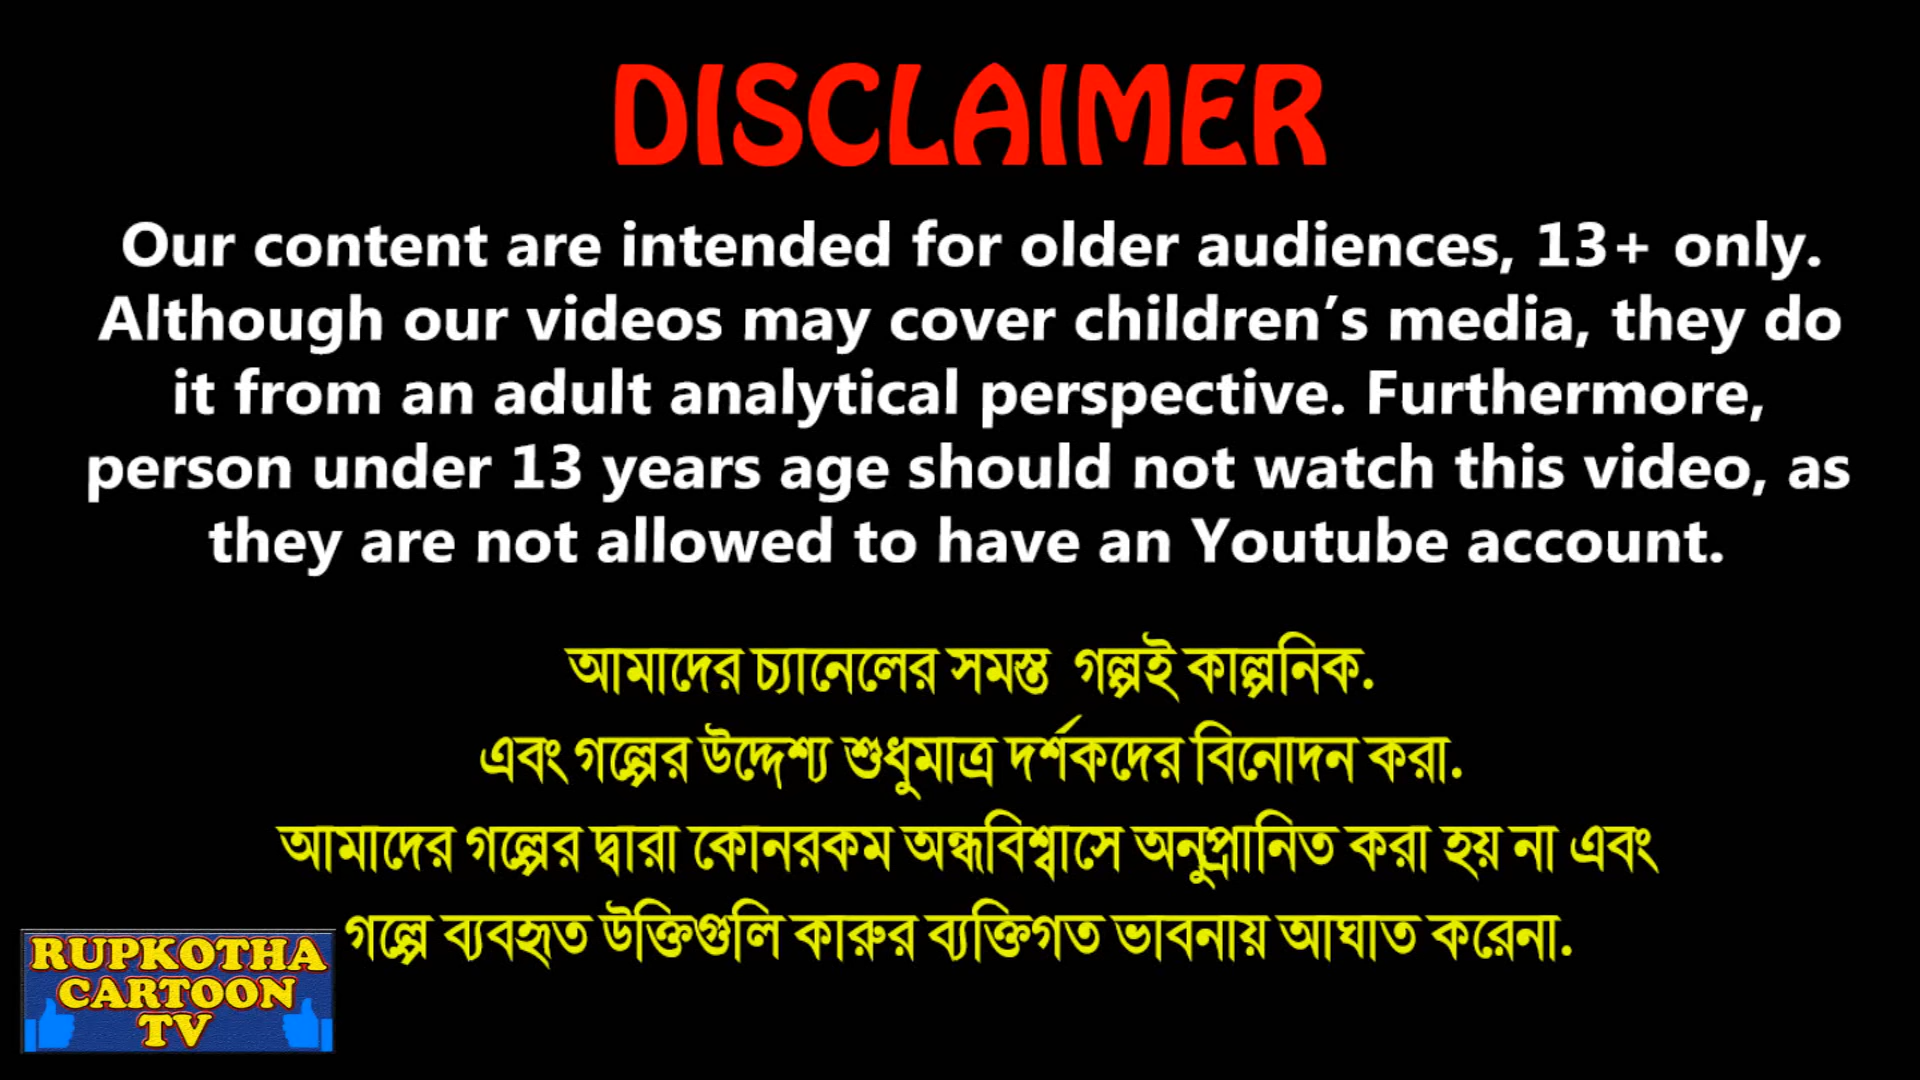 DISCLAIMER
Our content are intended for older audiences, 13+ only.
Although our videos may cover children’s media, they do
it from an adult analytical perspective. Furthermore,
person under 13 years age should not watch this video, as
they are not allowed to have an Youtube account.
আমাদের চ্যানেলের সমস্ত গল্পই কাল্পনিক.
এবং গল্পের উদ্দেশ্য শুধুমাত্র দর্শকদের বিনোদন করা.
আমাদের গল্পের দ্বারা কোনরকম অন্ধবিশ্বাসে অনুপ্রানিত করা হয় না এবং
গল্পে ব্যবহৃত উক্তিগুলি কারুর ব্যক্তিগত ভাবনায় আঘাত করেনা.
RUPKOTHA
CARTOON
TV